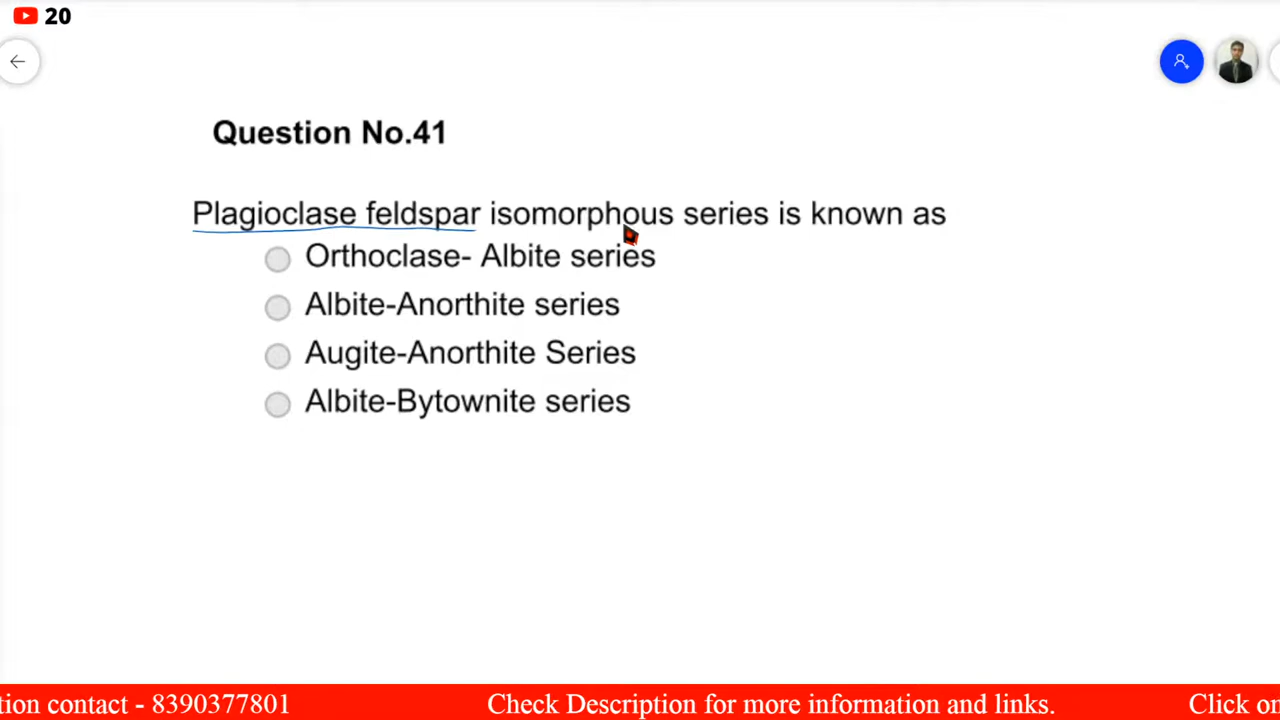 20
Question No.41
Plagioclase feldspar isomorphous series is known as
Orthoclase- Albite series
Albite-Anorthite series
Augite-Anorthite Series
Albite-Bytownite series
tion contact - 8390377801 Check Description for more information and links. Click on